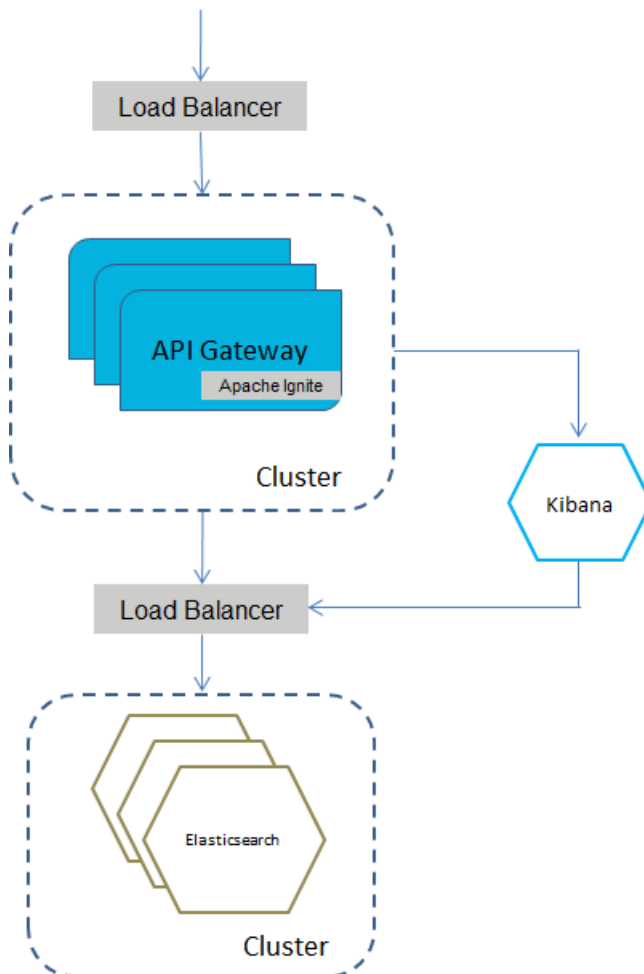 Load Balancer
API Gateway
Apache Ignite
Cluster
Kibana
Load Balancer
Elasticsearch
Cluster